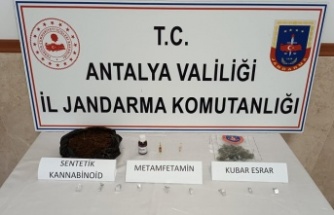 T.C.
ANTALYA VALİLİĞİ
İL JANDARMA KOMUTANLIĞI
SENTETİK
KANNABİNOİD
METAMFETAMİN
KUBAR ESRAR